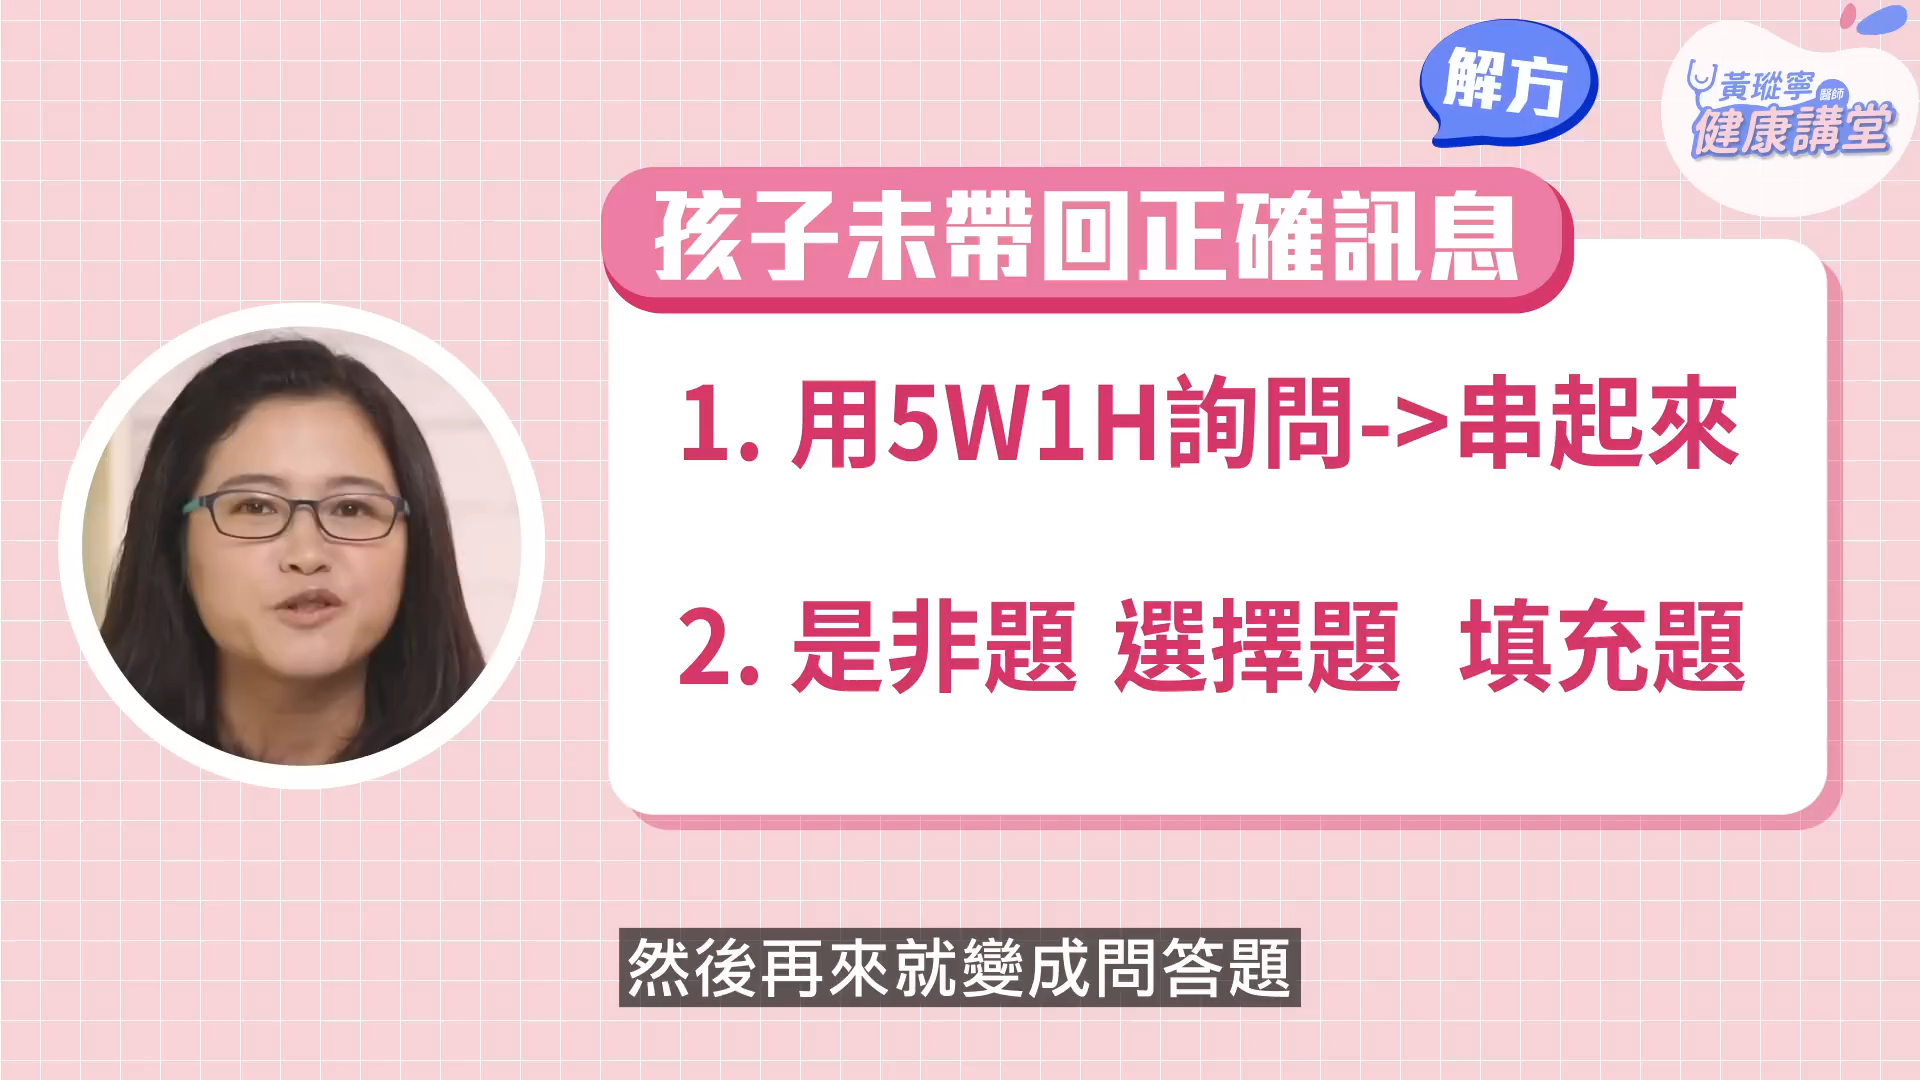 解方
黃瑽寧醫師
健康講堂
孩子未帶回正確訊息
1. 用5W1H詢問->串起來
2. 是非題 選擇題 填充題
然後再來就變成問答題